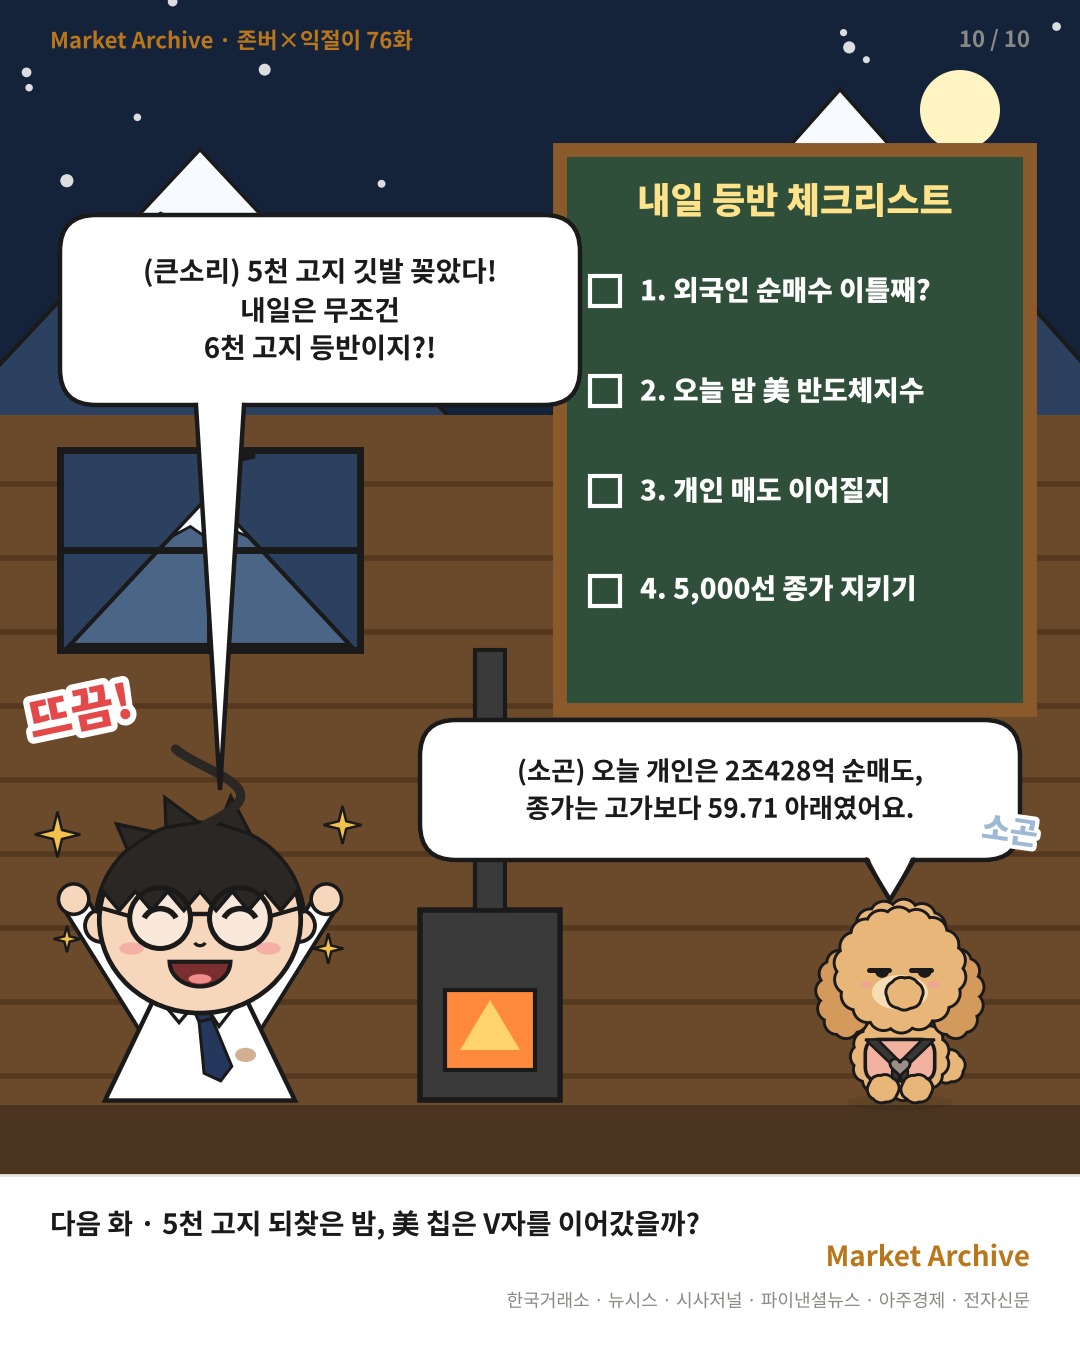 Market Archive · 존버×익절이 76화
10 / 10
(큰소리) 5천 고지 깃발 꽂았다!
내일은 무조건
6천 고지 등반이지?!
내일 등반 체크리스트
1. 외국인 순매수 이틀째?
2. 오늘 밤 美 반도체지수
3. 개인 매도 이어질지
4. 5,000선 종가 지키기
뜨끔!
(소곤) 오늘 개인은 2조428억 순매도,
종가는 고가보다 59.71 아래였어요.
소곤
다음 화 · 5천 고지 되찾은 밤, 美 칩은 V자를 이어갔을까?
Market Archive
한국거래소 · 뉴시스 · 시사저널 · 파이낸셜뉴스 · 아주경제 · 전자신문